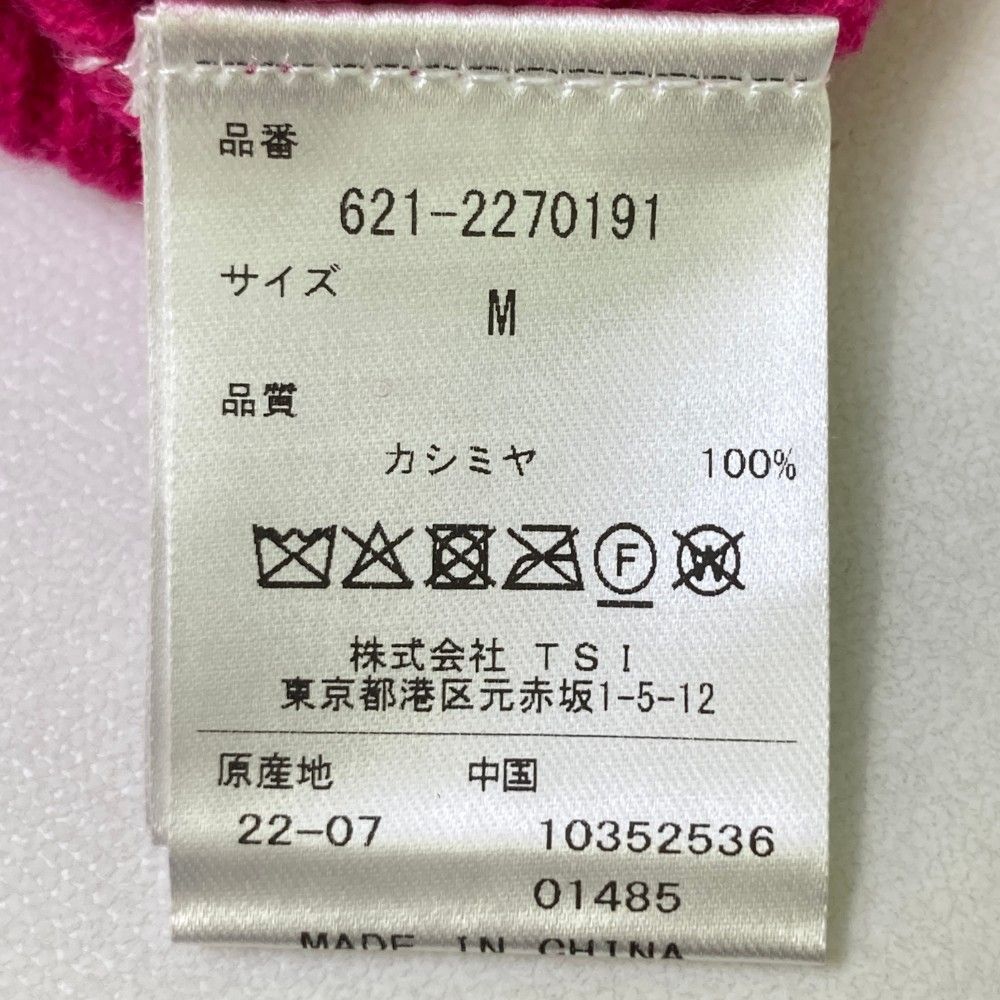 品番
621-2270191
サイズ
M
品質
カシミヤ 100%
F W
株式会社 TSI
東京都港区元赤坂1-5-12
原産地 中国
22-07 10352536
01485
MADE IN CHINA